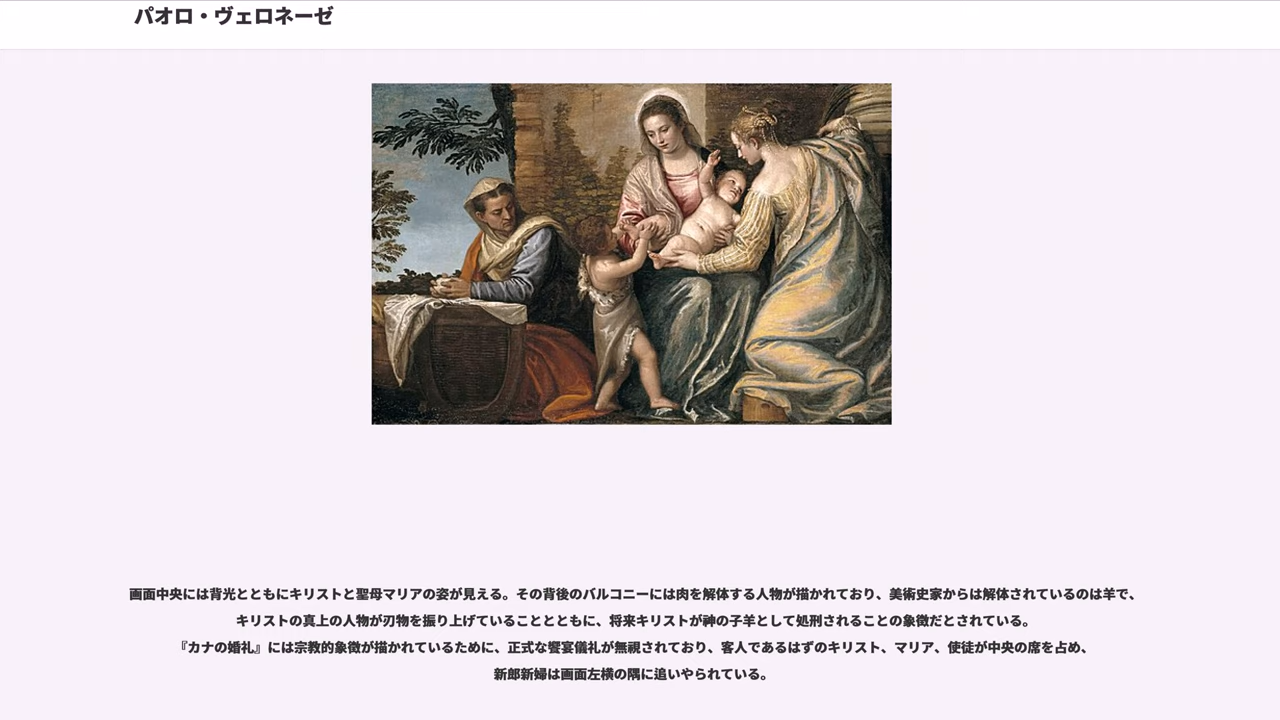 パオロ・ヴェロネーゼ
画面中央には背光とともにキリストと聖母マリアの姿が見える。その背後のバルコニーには肉を解体する人物が描かれており、美術史家からは解体されているのは羊で、
キリストの真上の人物が刃物を振り上げていることととともに、将来キリストが神の子羊として処刑されることの象徴だとされている。
『カナの婚礼』には宗教的象徴が描かれているために、正式な饗宴儀礼が無視されており、客人であるはずのキリスト、マリア、使徒が中央の席を占め、
新郎新婦は画面左横の隅に追いやられている。